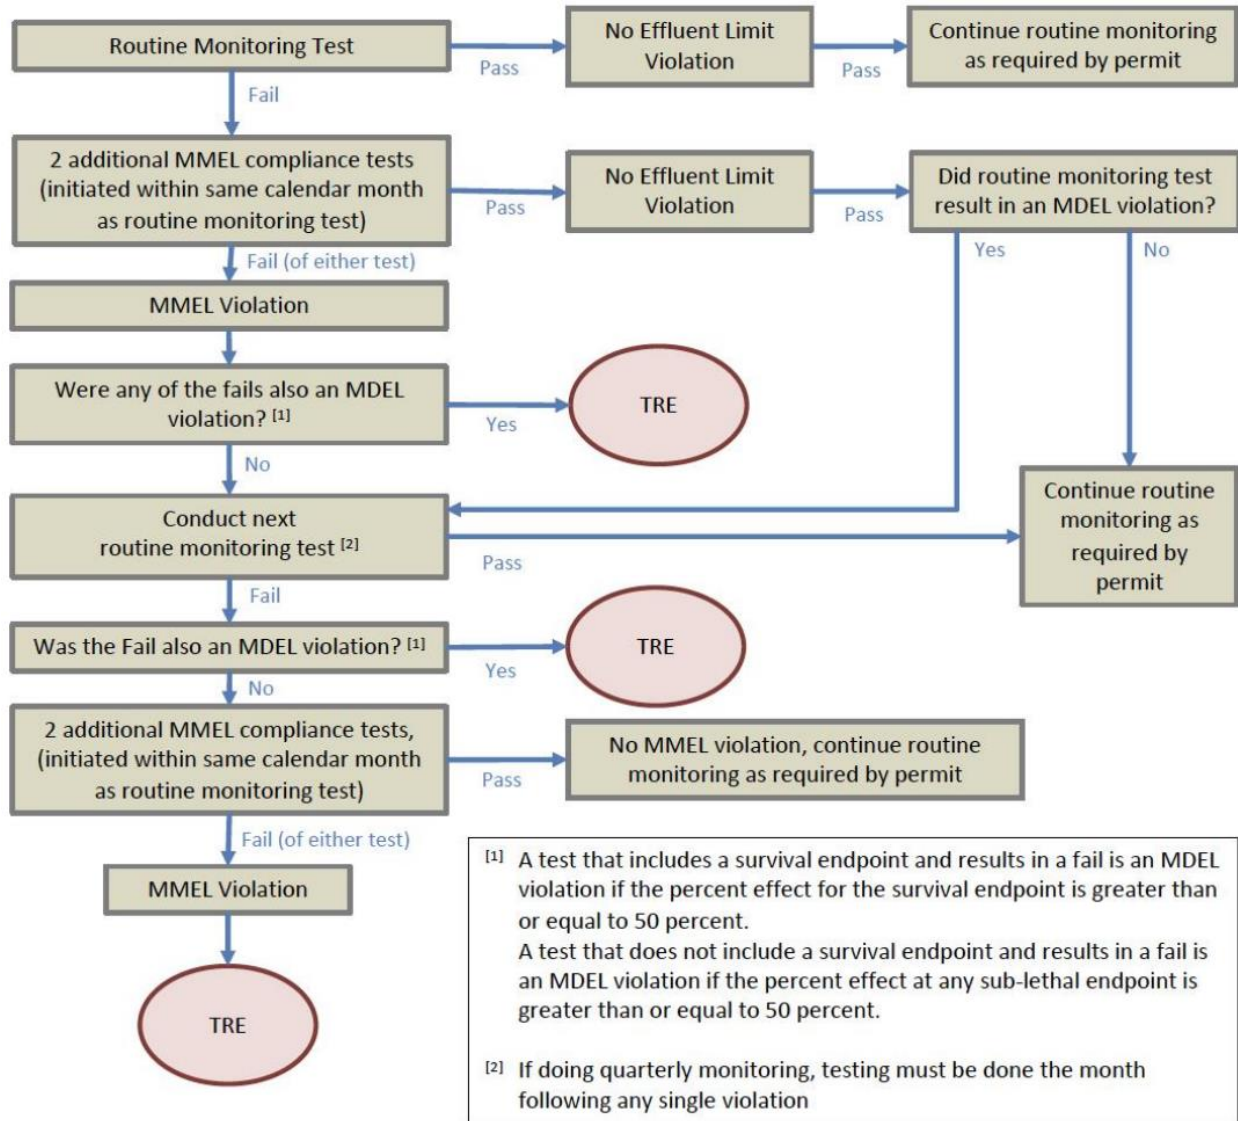 Routine Monitoring Test
Pass
No Effluent Limit
Violation
Pass
Continue routine monitoring
as required by permit
Fail
2 additional MMEL compliance tests
(initiated within same calendar month
as routine monitoring test)
Pass
No Effluent Limit
Violation
Pass
Did routine monitoring test
result in an MDEL violation?
Fail (of either test)
Yes
No
MMEL Violation
Were any of the fails also an MDEL
violation? [1]
Yes
TRE
No
Conduct next
routine monitoring test [2]
Pass
Continue routine
monitoring as
required by
permit
Fail
Was the Fail also an MDEL violation? [1]
Yes
TRE
No
2 additional MMEL compliance tests,
(initiated within same calendar month
as routine monitoring test)
Pass
No MMEL violation, continue routine
monitoring as required by permit
Fail (of either test)
MMEL Violation
TRE
[1] A test that includes a survival endpoint and results in a fail is an MDEL
violation if the percent effect for the survival endpoint is greater than
or equal to 50 percent.
A test that does not include a survival endpoint and results in a fail is
an MDEL violation if the percent effect at any sub-lethal endpoint is
greater than or equal to 50 percent.
[2] If doing quarterly monitoring, testing must be done the month
following any single violation